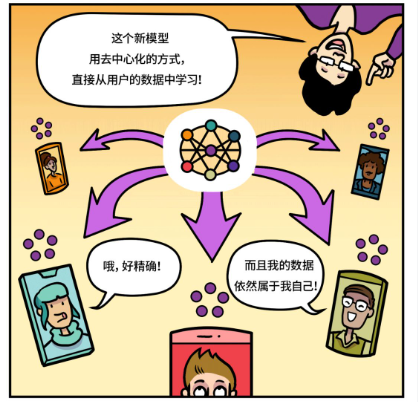 这个新模型
用去中心化的方式，
直接从用户的数据中学习！
哦，好精确！
而且我的数据
依然属于我自己！